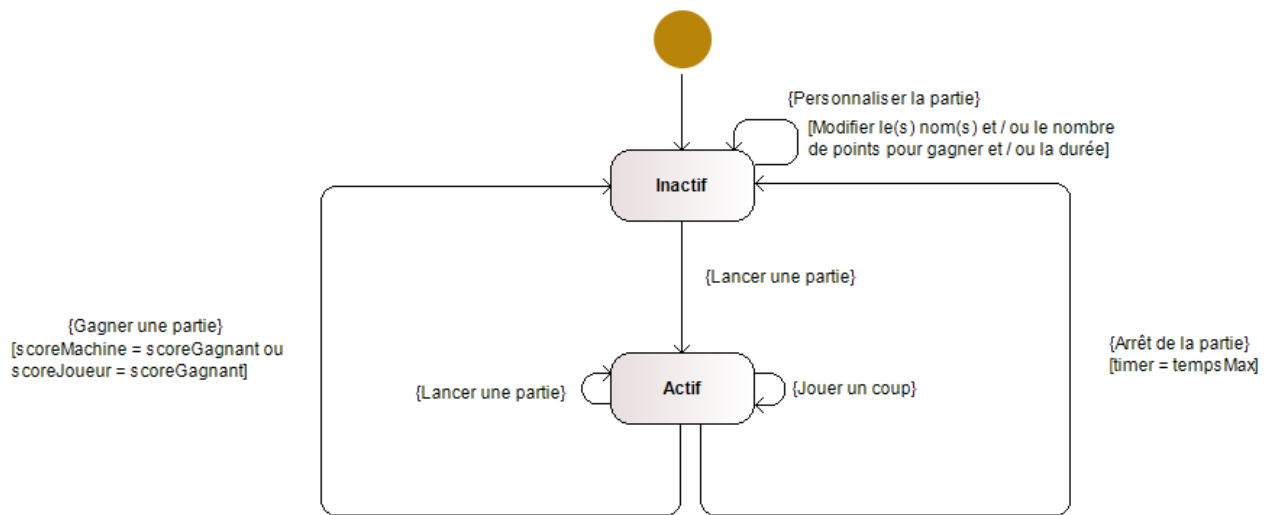 {Personnaliser la partie}
[Modifier le(s) nom(s) et / ou le nombre
de points pour gagner et / ou la durée]
Inactif
{Lancer une partie}
{Gagner une partie}
[scoreMachine = scoreGagnant ou
scoreJoueur = scoreGagnant]
{Arrêt de la partie}
[timer = tempsMax]
{Lancer une partie}
Actif
{Jouer un coup}